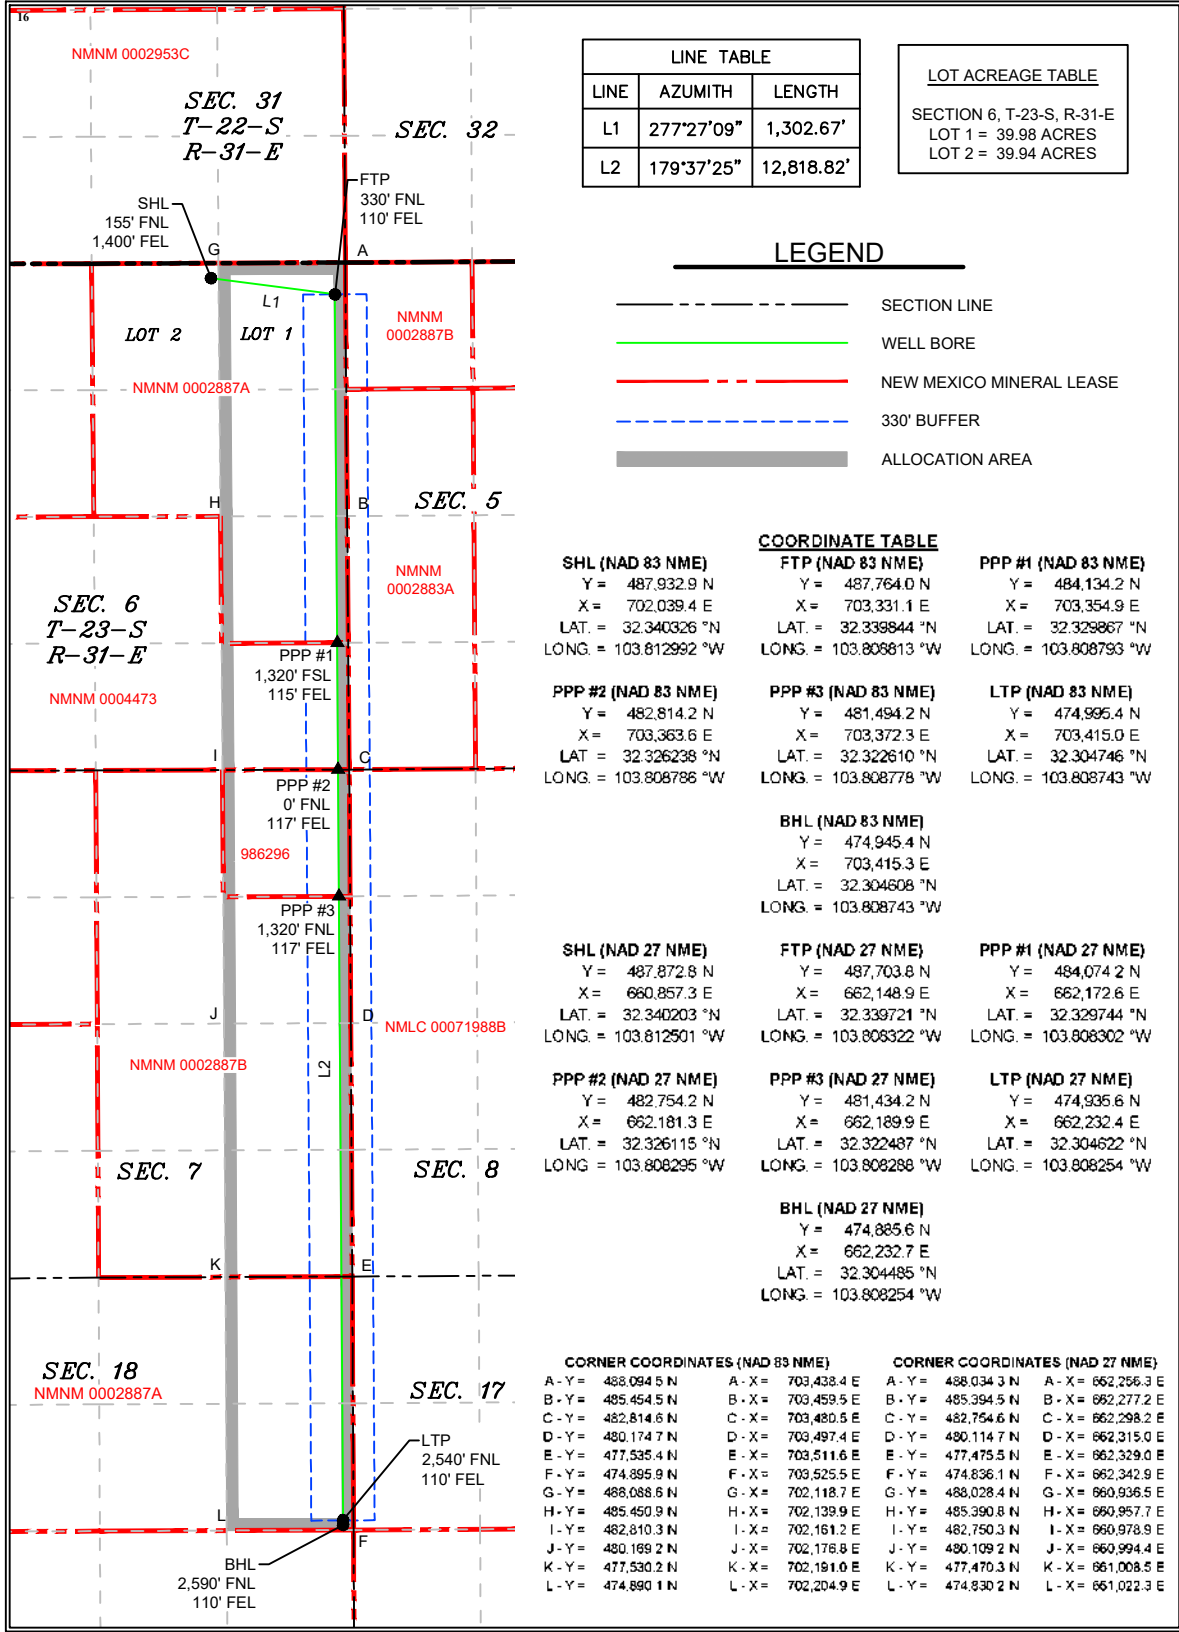 16
NMNM 0002953C
SEC. 31
T-22-S
R-31-E
SEC. 32
SHL
155' FNL
1,400' FEL
FTP
330' FNL
110' FEL
G
A
L1
LOT 2
LOT 1
NMNM
0002887B
NMNM 0002887A
H
B
SEC. 5
NMNM
0002883A
SEC. 6
T-23-S
R-31-E
PPP #1
1,320' FSL
115' FEL
NMNM 0004473
I
C
PPP #2
0' FNL
117' FEL
986296
PPP #3
1,320' FNL
117' FEL
J
D
NMLC 00071988B
NMNM 0002887B
L2
SEC. 7
SEC. 8
K
E
SEC. 18
NMNM 0002887A
SEC. 17
LTP
2,540' FNL
110' FEL
L
F
BHL
2,590' FNL
110' FEL
LINE TABLE
LINE AZIMUTH LENGTH
L1 277°27'09" 1,302.67'
L2 179°37'25" 12,818.82'
LOT ACREAGE TABLE
SECTION 6, T-23-S, R-31-E
LOT 1 = 39.98 ACRES
LOT 2 = 39.94 ACRES
LEGEND
SECTION LINE
WELL BORE
NEW MEXICO MINERAL LEASE
330' BUFFER
ALLOCATION AREA
COORDINATE TABLE
SHL (NAD 83 NME) FTP (NAD 83 NME) PPP #1 (NAD 83 NME)
Y = 487,932.9 N Y = 487,764.0 N Y = 484,134.2 N
X = 702,039.4 E X = 703,331.1 E X = 703,354.9 E
LAT. = 32.340326 °N LAT. = 32.339844 °N LAT. = 32.329867 °N
LONG. = 103.812992 °W LONG. = 103.808813 °W LONG. = 103.808793 °W
PPP #2 (NAD 83 NME) PPP #3 (NAD 83 NME) LTP (NAD 83 NME)
Y = 482,814.2 N Y = 481,494.2 N Y = 474,995.4 N
X = 703,363.6 E X = 703,372.3 E X = 703,415.0 E
LAT = 32.326238 °N LAT. = 32.322610 °N LAT. = 32.304746 °N
LONG. = 103.808786 °W LONG. = 103.808778 °W LONG. = 103.808743 °W
BHL (NAD 83 NME)
Y = 474,945.4 N
X = 703,415.3 E
LAT. = 32.304608 °N
LONG. = 103.808743 °W
SHL (NAD 27 NME) FTP (NAD 27 NME) PPP #1 (NAD 27 NME)
Y = 487,872.8 N Y = 487,703.8 N Y = 484,074.2 N
X = 660,857.3 E X = 662,148.9 E X = 662,172.6 E
LAT. = 32.340203 °N LAT. = 32.339721 °N LAT. = 32.329744 °N
LONG. = 103.812501 °W LONG. = 103.808322 °W LONG. = 103.808302 °W
PPP #2 (NAD 27 NME) PPP #3 (NAD 27 NME) LTP (NAD 27 NME)
Y = 482,754.2 N Y = 481,434.2 N Y = 474,935.6 N
X = 662,181.3 E X = 662,189.9 E X = 662,232.4 E
LAT. = 32.326115 °N LAT. = 32.322487 °N LAT. = 32.304622 °N
LONG = 103.808295 °W LONG. = 103.808288 °W LONG. = 103.808254 °W
BHL (NAD 27 NME)
Y = 474,885.6 N
X = 662,232.7 E
LAT. = 32.304485 °N
LONG. = 103.808254 °W
CORNER COORDINATES (NAD 83 NME) CORNER COORDINATES (NAD 27 NME)
A - Y = 488,094.5 N A - X = 703,438.4 E A - Y = 488,034.3 N A - X = 662,256.3 E
B - Y = 485,454.5 N B - X = 703,459.5 E B - Y = 485,394.5 N B - X = 662,277.2 E
C - Y = 482,814.6 N C - X = 703,480.5 E C - Y = 482,754.6 N C - X = 662,298.2 E
D - Y = 480,174.7 N D - X = 703,497.4 E D - Y = 480,114.7 N D - X = 662,315.0 E
E - Y = 477,535.4 N E - X = 703,511.6 E E - Y = 477,475.5 N E - X = 662,329.0 E
F - Y = 474,895.9 N F - X = 703,525.5 E F - Y = 474,836.1 N F - X = 662,342.9 E
G - Y = 488,088.6 N G - X = 702,118.7 E G - Y = 488,028.4 N G - X = 660,936.5 E
H - Y = 485,450.9 N H - X = 702,139.9 E H - Y = 485,390.8 N H - X = 660,957.7 E
I - Y = 482,810.3 N I - X = 702,161.2 E I - Y = 482,750.3 N I - X = 660,978.9 E
J - Y = 480,169.2 N J - X = 702,176.8 E J - Y = 480,109.2 N J - X = 660,994.4 E
K - Y = 477,530.2 N K - X = 702,191.0 E K - Y = 477,470.3 N K - X = 661,008.5 E
L - Y = 474,890.1 N L - X = 702,204.9 E L - Y = 474,830.2 N L - X = 661,022.3 E